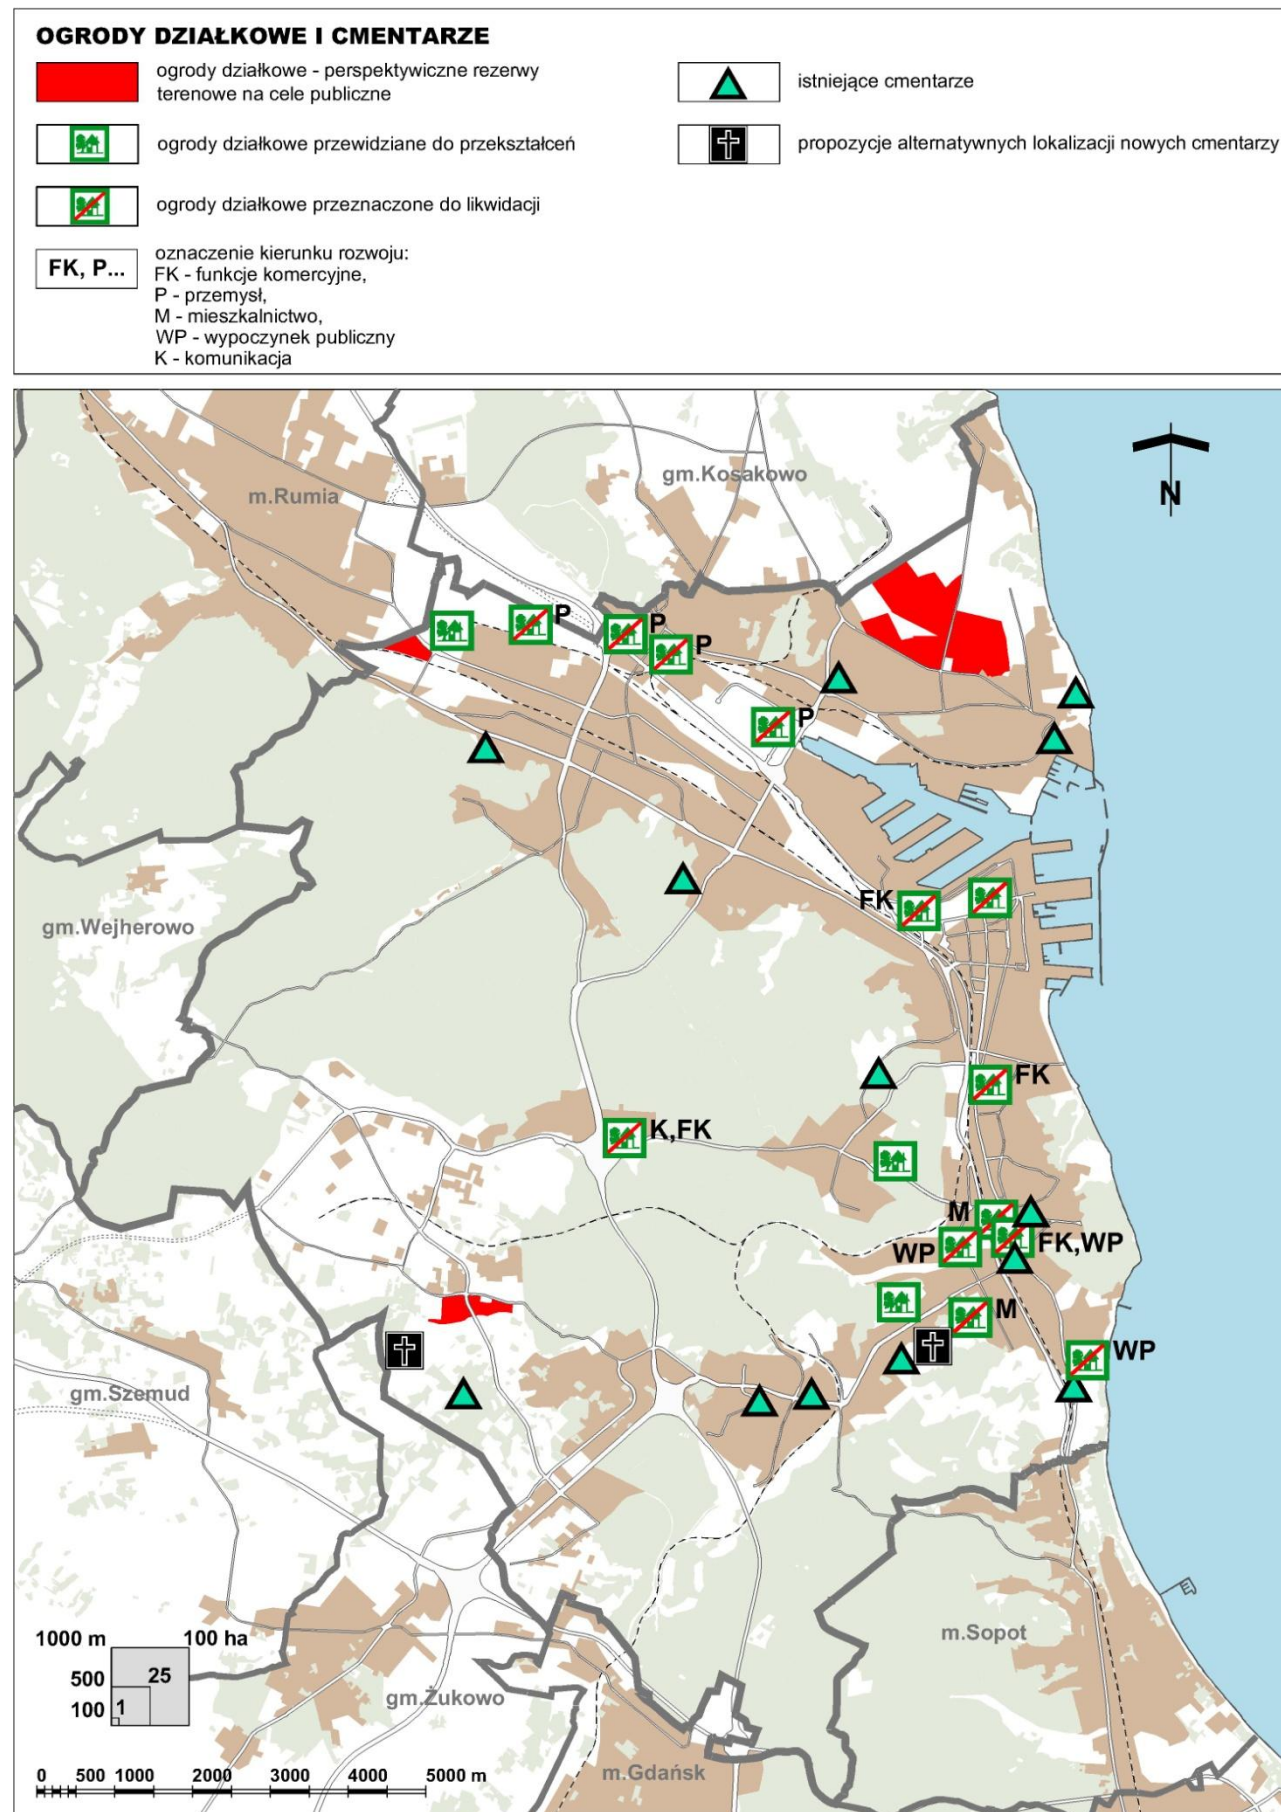 OGRODY DZIAŁKOWE I CMENTARZE
ogrody działkowe - perspektywiczne rezerwy
terenowe na cele publiczne
istniejące cmentarze
ogrody działkowe przewidziane do przekształceń
propozycje alternatywnych lokalizacji nowych cmentarzy
ogrody działkowe przeznaczone do likwidacji
FK, P...
oznaczenie kierunku rozwoju:
FK - funkcje komercyjne,
P - przemysł,
M - mieszkalnictwo,
WP - wypoczynek publiczny
K - komunikacja
gm.Kosakowo
m.Rumia
N
P
P
P
P
FK
gm.Wejherowo
FK
K,FK
M
FK,WP
WP
M
WP
gm.Szemud
m.Sopot
1000 m
100 ha
500
25
100
1
gm.Żukowo
m.Gdańsk
0 500 1000 2000 3000 4000 5000 m